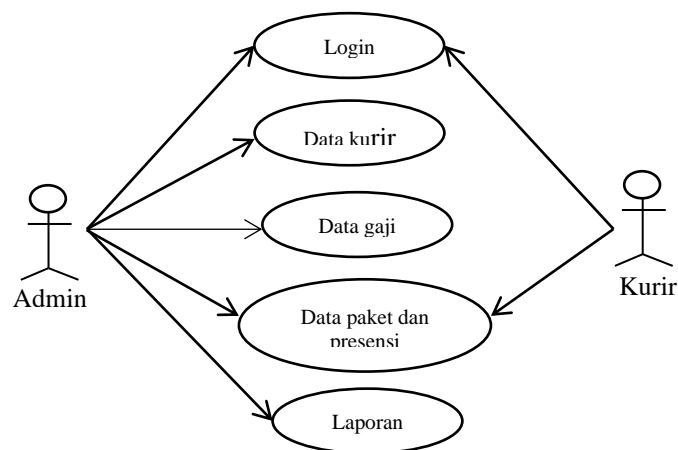 Login
Data kurir
Data gaji
Admin
Kurir
Data paket dan
presensi
Laporan